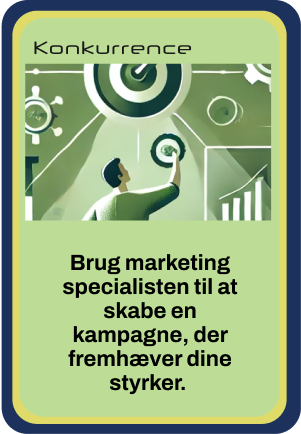 Konkurrence
Brug marketing
specialisten til at
skabe en
kampagne, der
fremhæver dine
styrker.